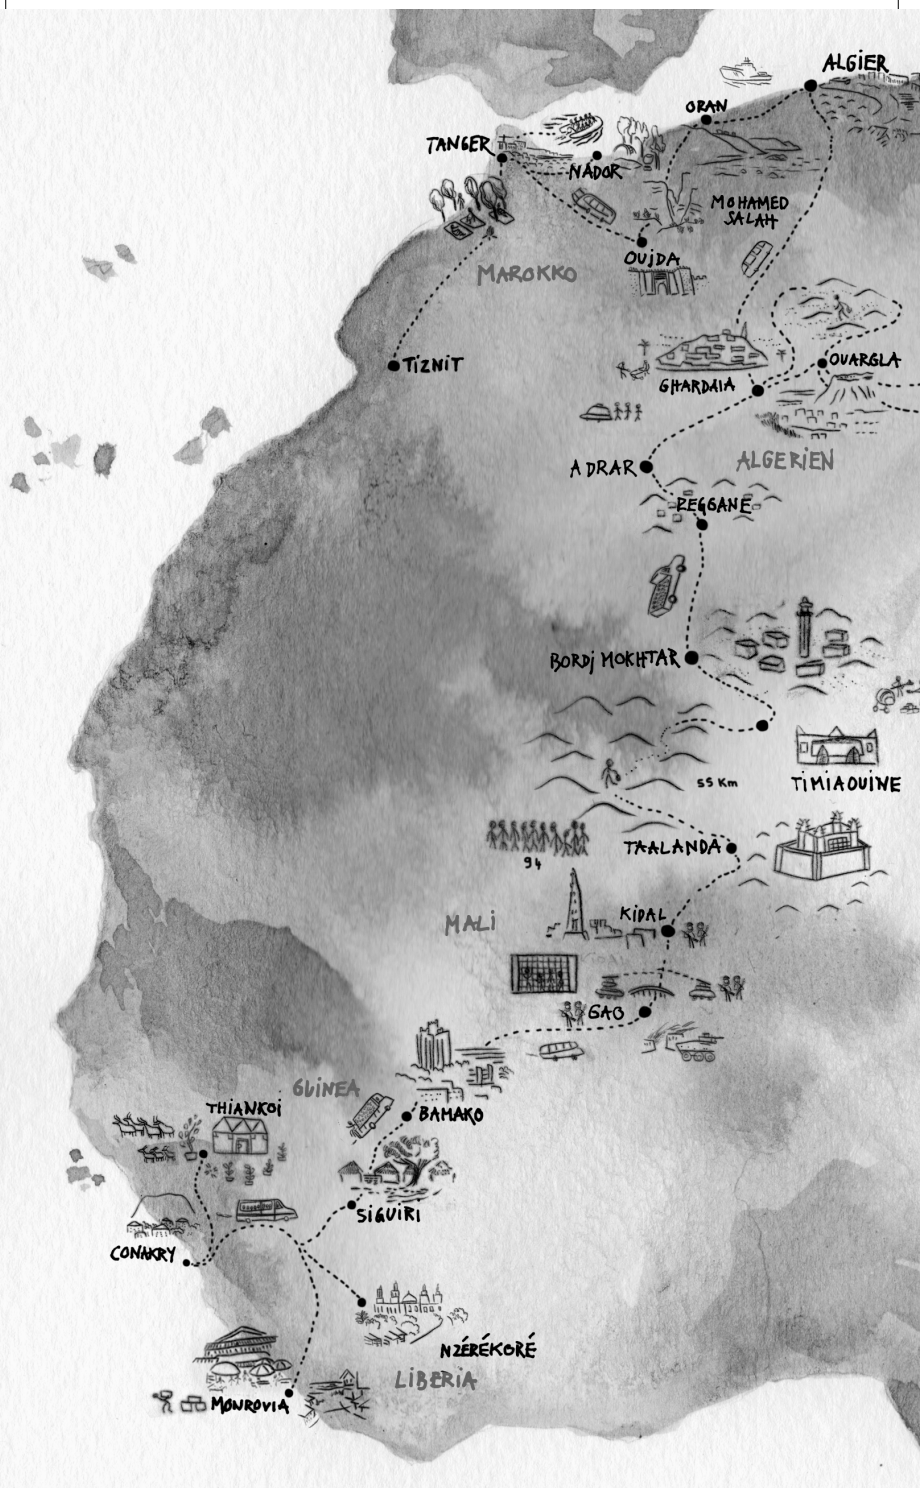 ALGiER
ORAN
TANGER
NADOR
MOHAMED
SALAH
OUjDA
MAROKKO
TiZNiT
OUARGLA
GHARDAIA
ADRAR
ALGERiEN
REGGANE
BORDj MOKHTAR
55 Km
TiMiAOUiNE
TAALANDA
94
KiDAL
MALi
GAO
GUiNEA
THiANKOi
BAMAKO
SiGUiRi
CONAKRY
NZÉRÉKORÉ
LiBERiA
MONROViA